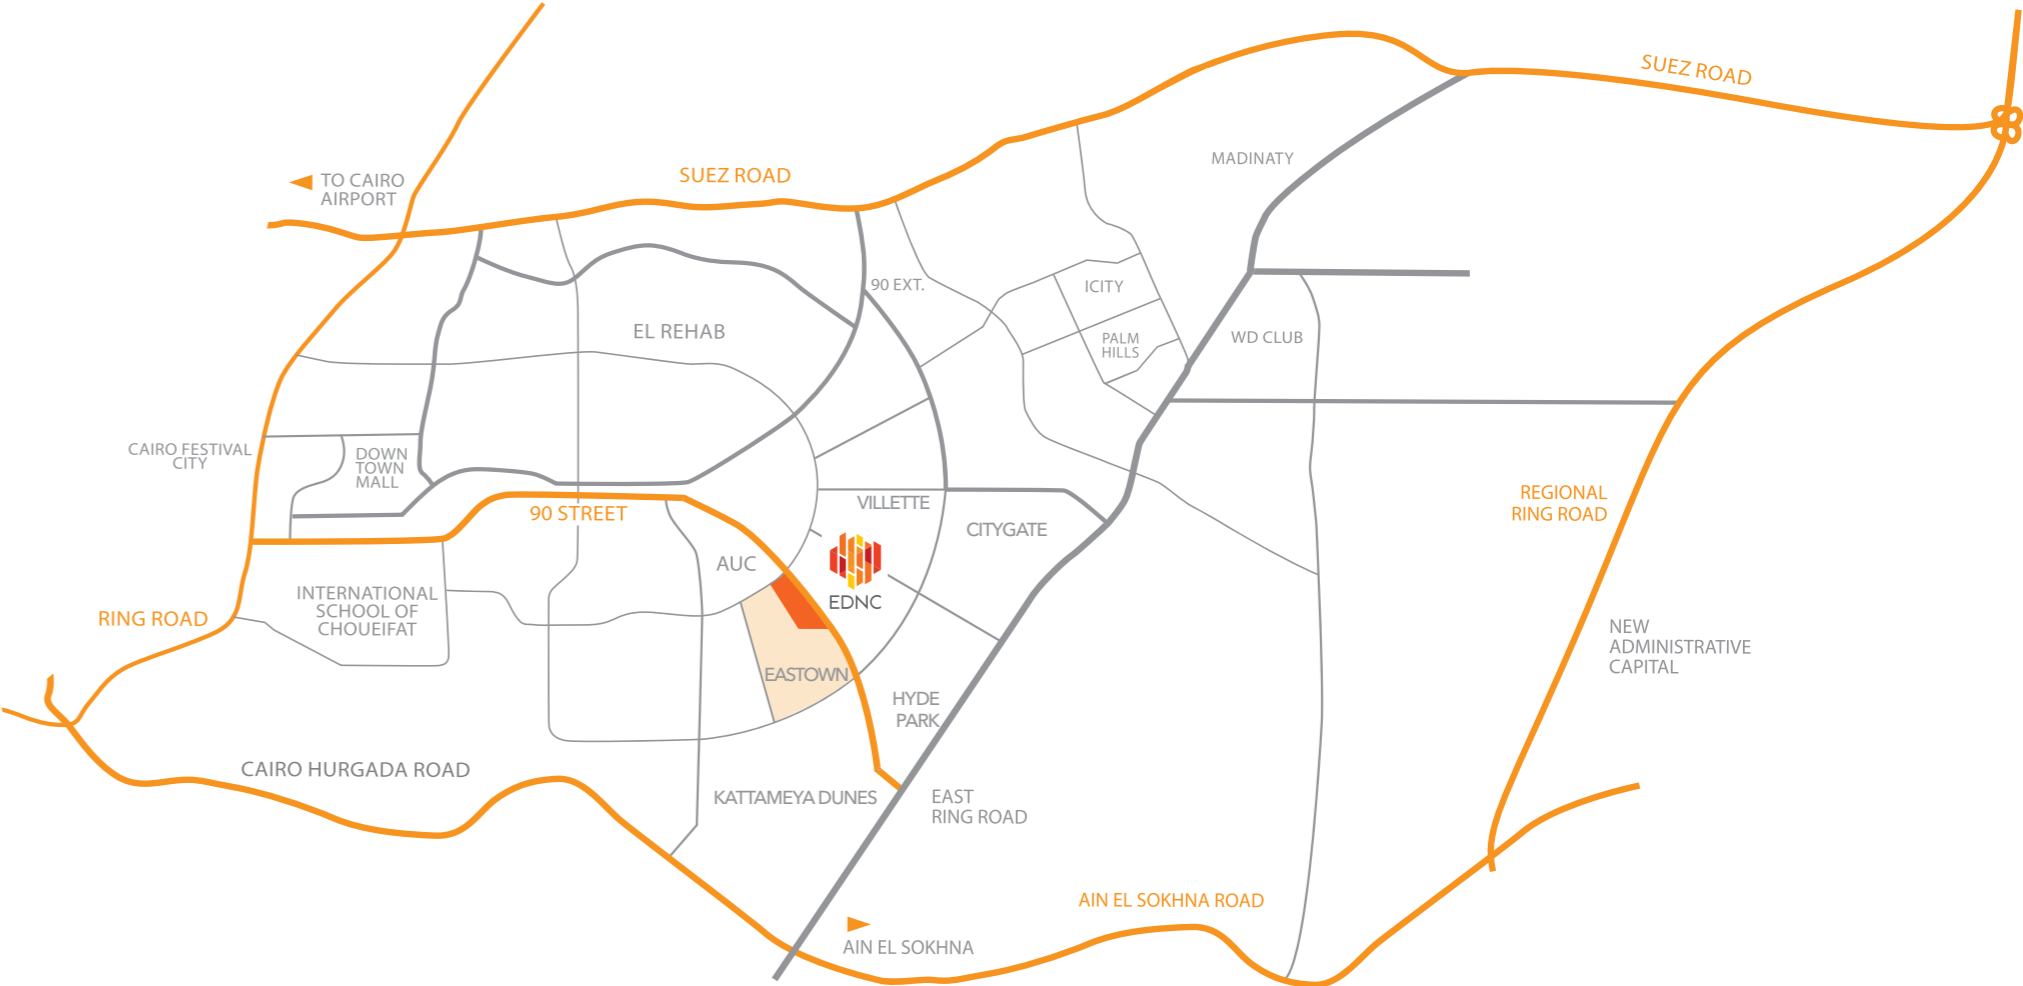 SUEZ ROAD
MADINATY
TO CAIRO
AIRPORT
SUEZ ROAD
90 EXT.
ICITY
EL REHAB
PALM
HILLS
WD CLUB
CAIRO FESTIVAL
CITY
DOWN
TOWN
MALL
90 STREET
VILLETTE
CITYGATE
REGIONAL
RING ROAD
AUC
EDNC
INTERNATIONAL
SCHOOL OF
CHOUEIFAT
RING ROAD
NEW
ADMINISTRATIVE
CAPITAL
EASTOWN
HYDE
PARK
CAIRO HURGADA ROAD
KATTAMEYA DUNES
EAST
RING ROAD
AIN EL SOKHNA ROAD
AIN EL SOKHNA